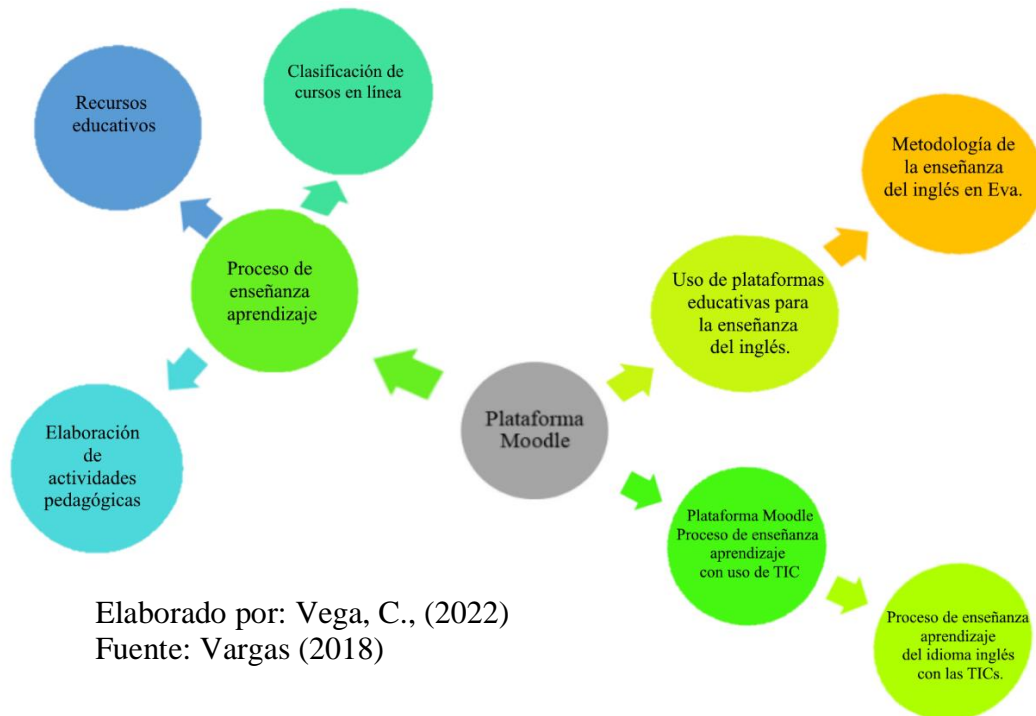 Clasificación de
cursos en línea
Recursos
educativos
Metodología de
la enseñanza
del inglés en Eva.
Proceso de
enseñanza
aprendizaje
Uso de plataformas
educativas para
la enseñanza
del inglés.
Plataforma
Moodle
Elaboración
de
actividades
pedagógicas
Plataforma Moodle
Proceso de enseñanza
aprendizaje
con uso de TIC
Proceso de enseñanza
aprendizaje
del idioma inglés
con las TICs.
Elaborado por: Vega, C., (2022)
Fuente: Vargas (2018)